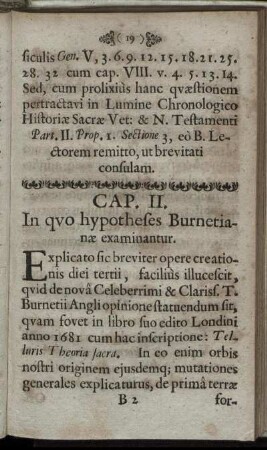 ( 19 )
ſiculis Gen. V, 3. 6. 9. 12. 15. 18. 21. 25.
28. 32 cum cap. VIII. v. 4. 5. 13. 14.
Sed, cum prolixiùs hanc qvæſtionem
pertractavi in Lumine Chronologico
Hiſtoriæ Sacræ Vet: & N. Teſtamenti
Part. II. Prop. 1. Sectione 3, eò B. Le-
ctorem remitto, ut brevitati
conſulam.
CAP. II.
In qvo hypotheſes Burnetia-
næ examinantur.
Explicato ſic breviter opere creatio-
nis diei tertii, faciliùs illuceſcit,
qvid de novâ Celeberrimi & Clariſſ. T.
Burnetii Angli opinione ſtatuendum ſit,
qvam fovet in libro ſuo edito Londini
anno 1681 cum hac inſcriptione: Tel-
luris Theoria ſacra. In eo enim orbis
noſtri originem ejusdemq; mutationes
generales explicaturus, de primâ terræ
B 2 for-